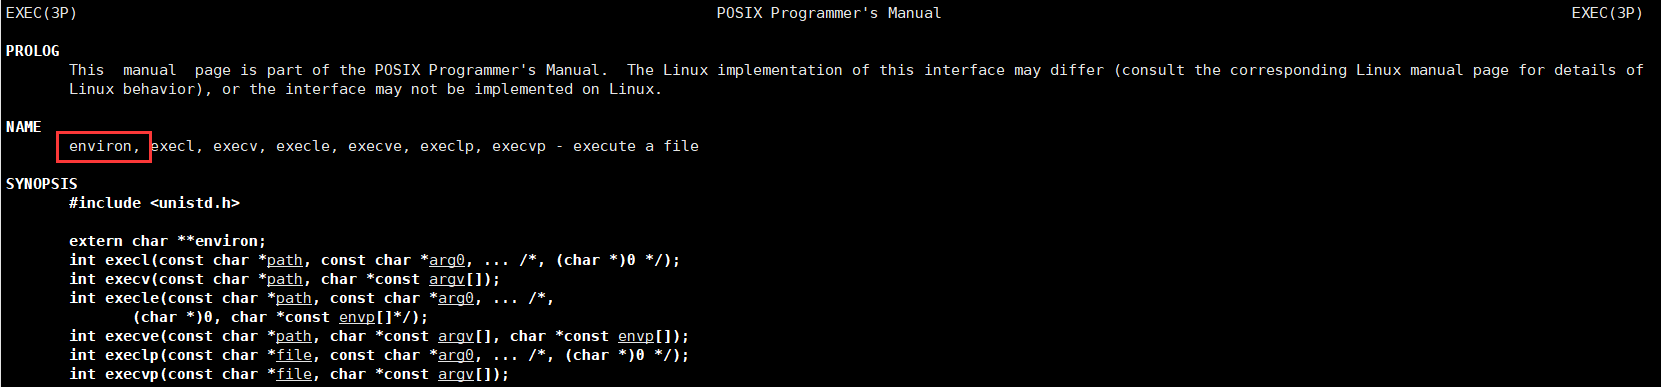 EXEC(3P) POSIX Programmer's Manual EXEC(3P)
PROLOG
This manual page is part of the POSIX Programmer's Manual. The Linux implementation of this interface may differ (consult the corresponding Linux manual page for details of
Linux behavior), or the interface may not be implemented on Linux.
NAME
environ, execl, execv, execle, execve, execlp, execvp - execute a file
SYNOPSIS
#include <unistd.h>
extern char **environ;
int execl(const char *path, const char *arg0, ... /*, (char *)0 */);
int execv(const char *path, char *const argv[]);
int execle(const char *path, const char *arg0, ... /*,
(char *)0, char *const envp[]*/);
int execve(const char *path, char *const argv[], char *const envp[]);
int execlp(const char *file, const char *arg0, ... /*, (char *)0 */);
int execvp(const char *file, char *const argv[]);